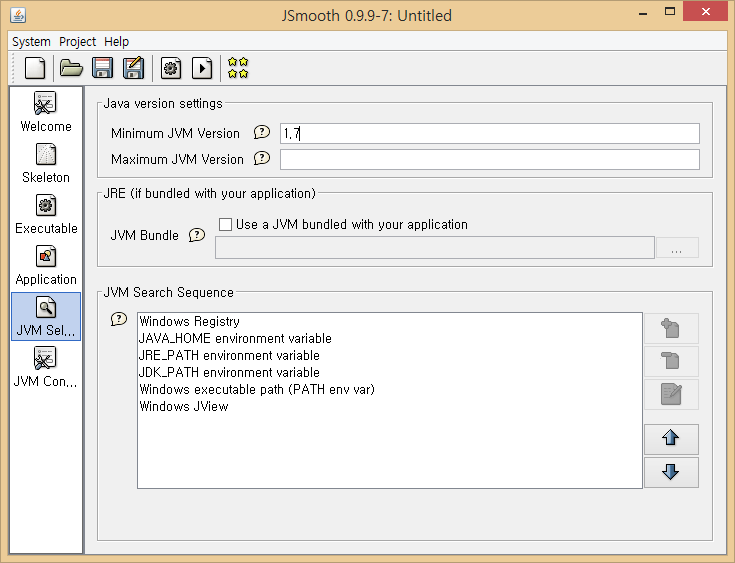 JSmooth 0.9.9-7: Untitled
System Project Help
Welcome
Skeleton
Executable
Application
JVM Sel...
JVM Con...
Java version settings
Minimum JVM Version ? 1.7
Maximum JVM Version ?
JRE (if bundled with your application)
JVM Bundle ? Use a JVM bundled with your application
...
JVM Search Sequence
?
Windows Registry
JAVA_HOME environment variable
JRE_PATH environment variable
JDK_PATH environment variable
Windows executable path (PATH env var)
Windows JView